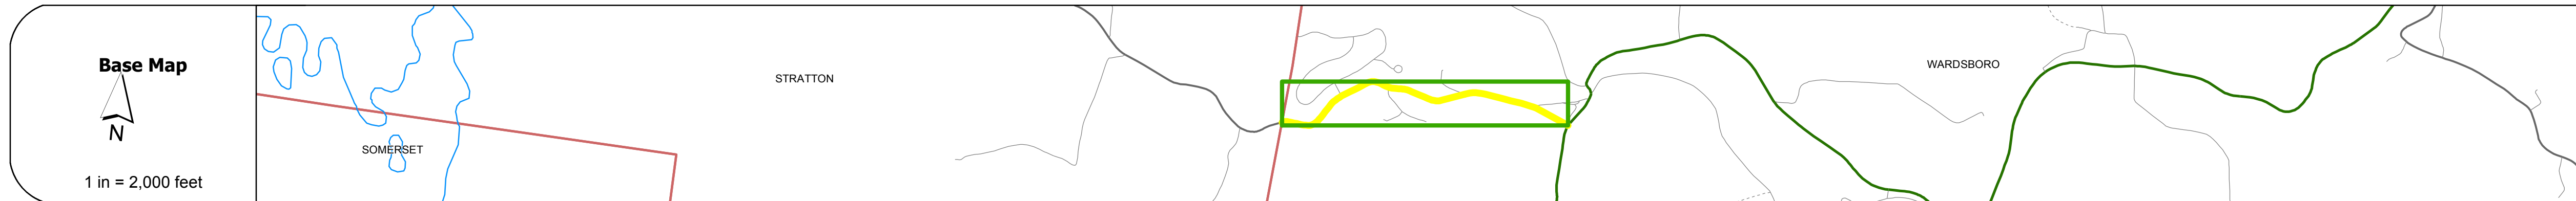 Base Map
N
1 in = 2,000 feet
STRATTON
SOMERSET
WARDSBORO